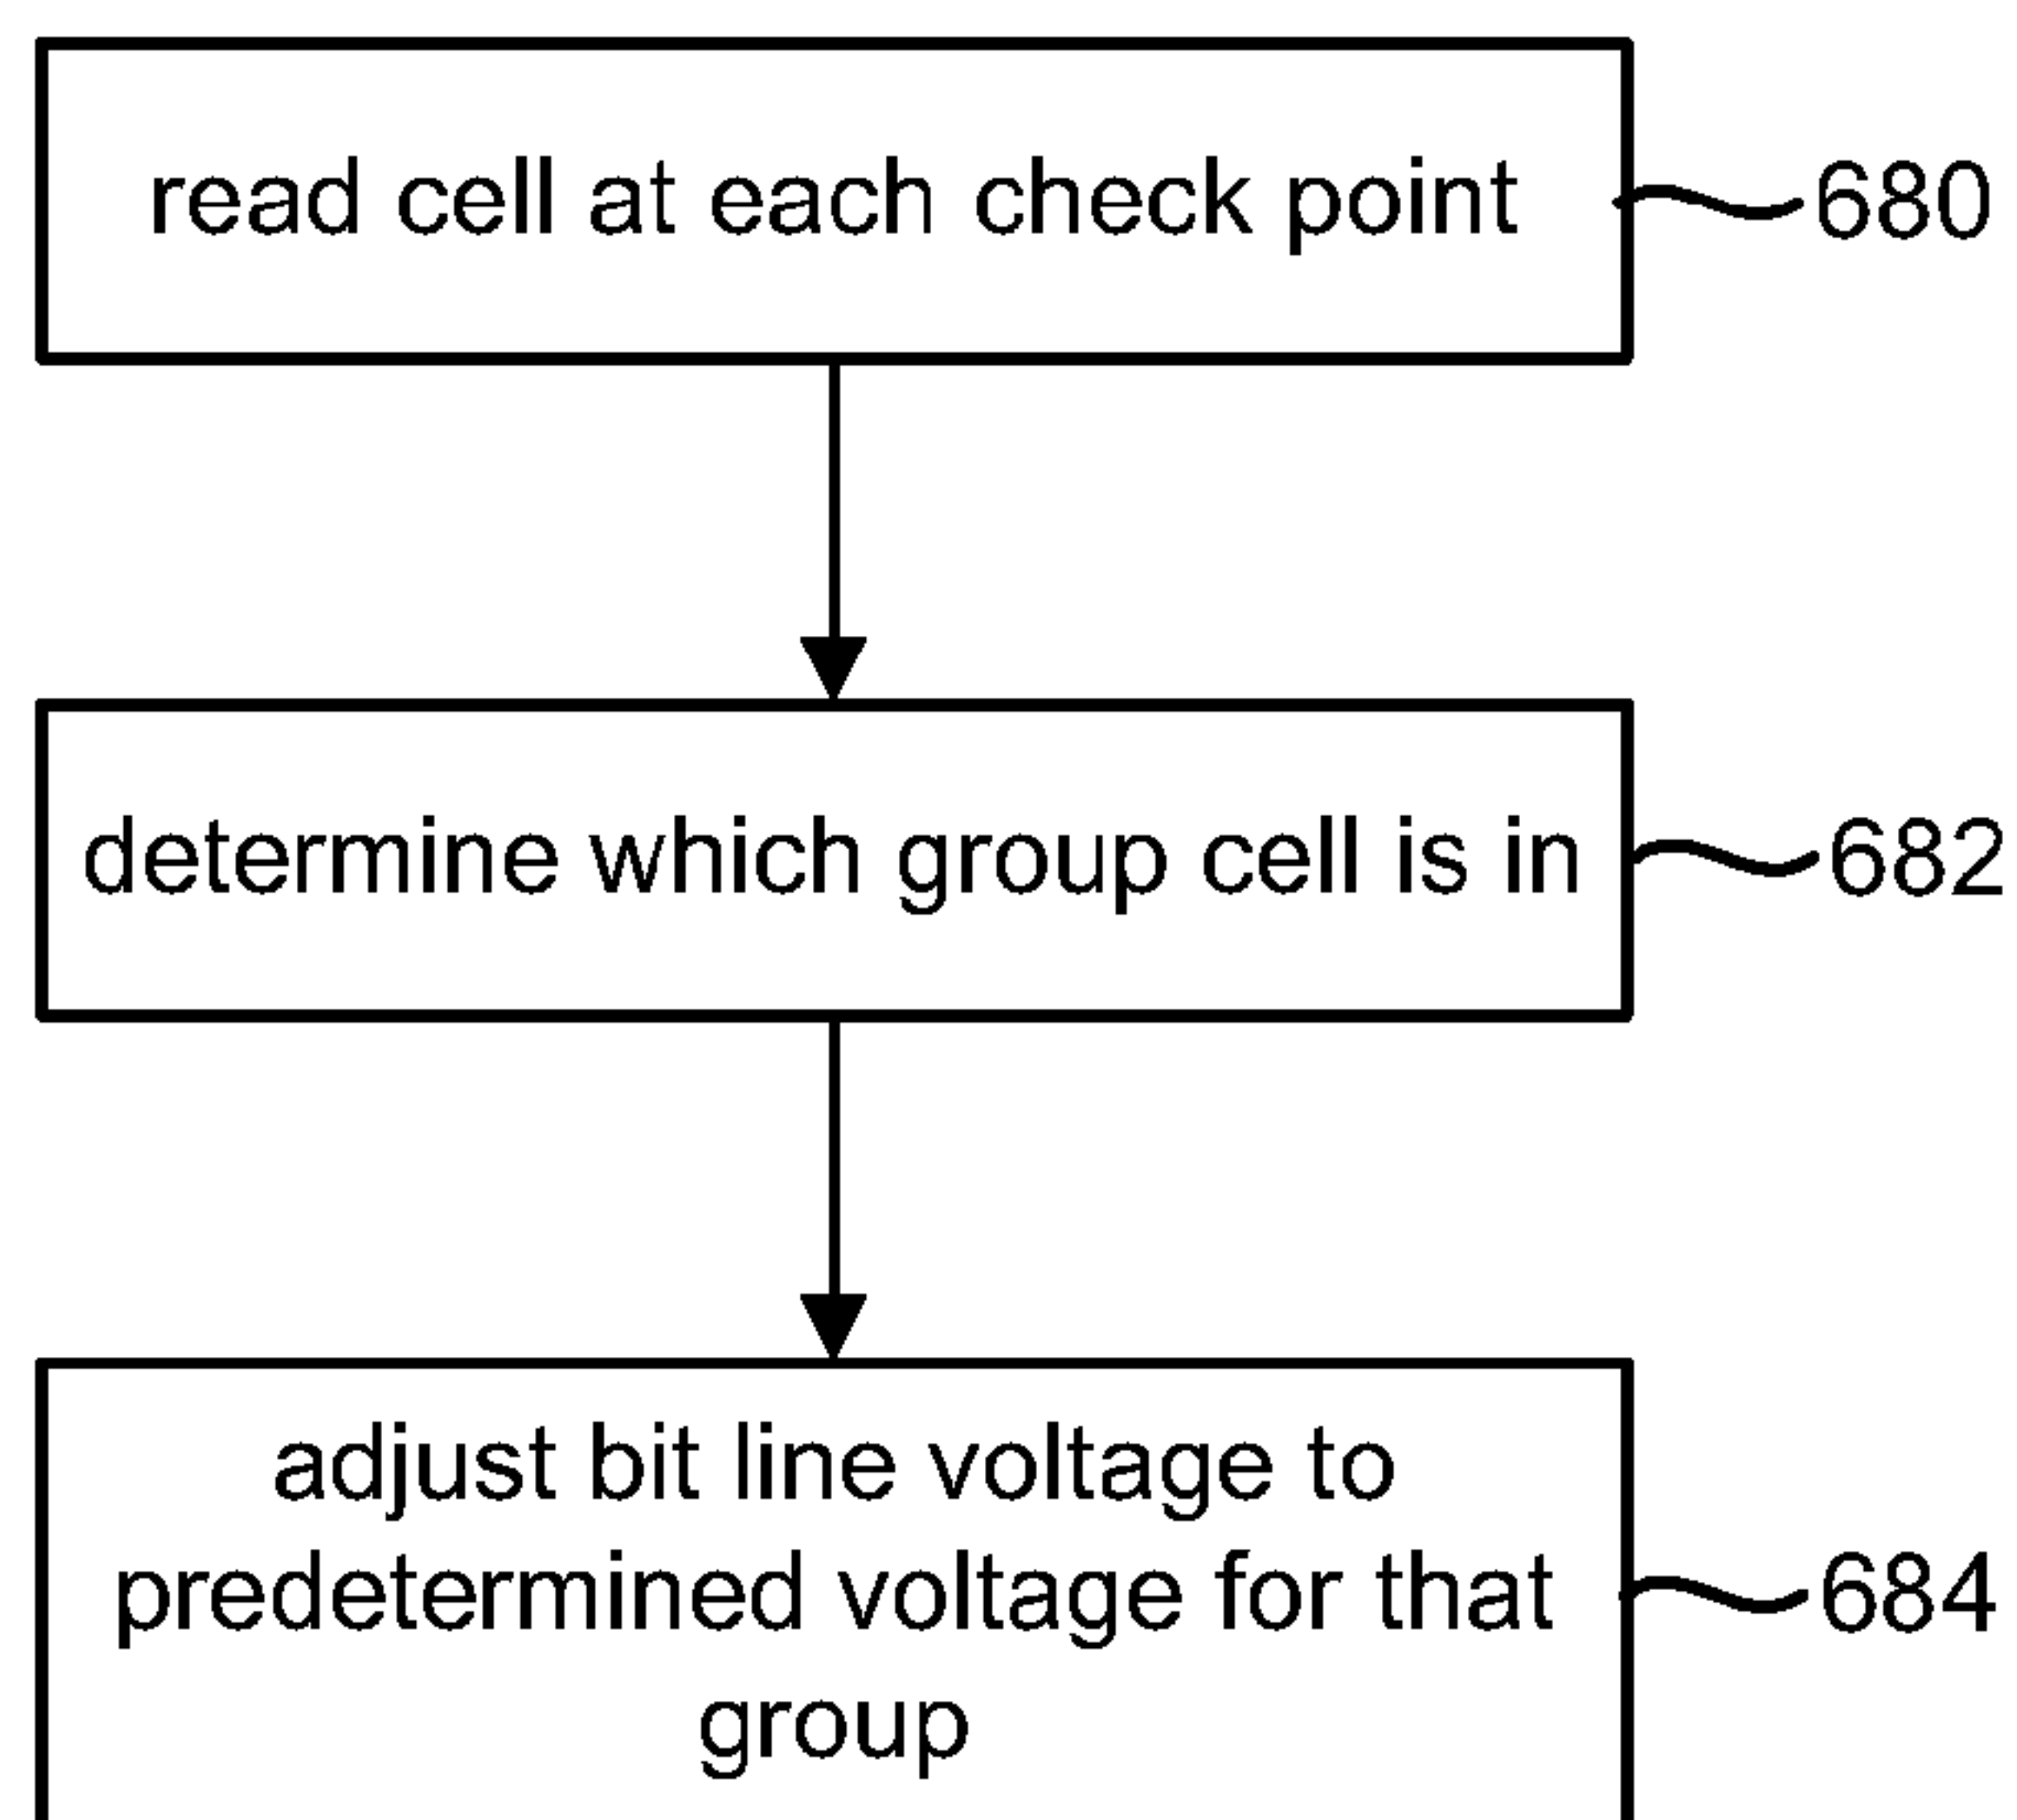 read cell at each check point
680
determine which group cell is in
682
adjust bit line voltage to
predetermined voltage for that
684
group